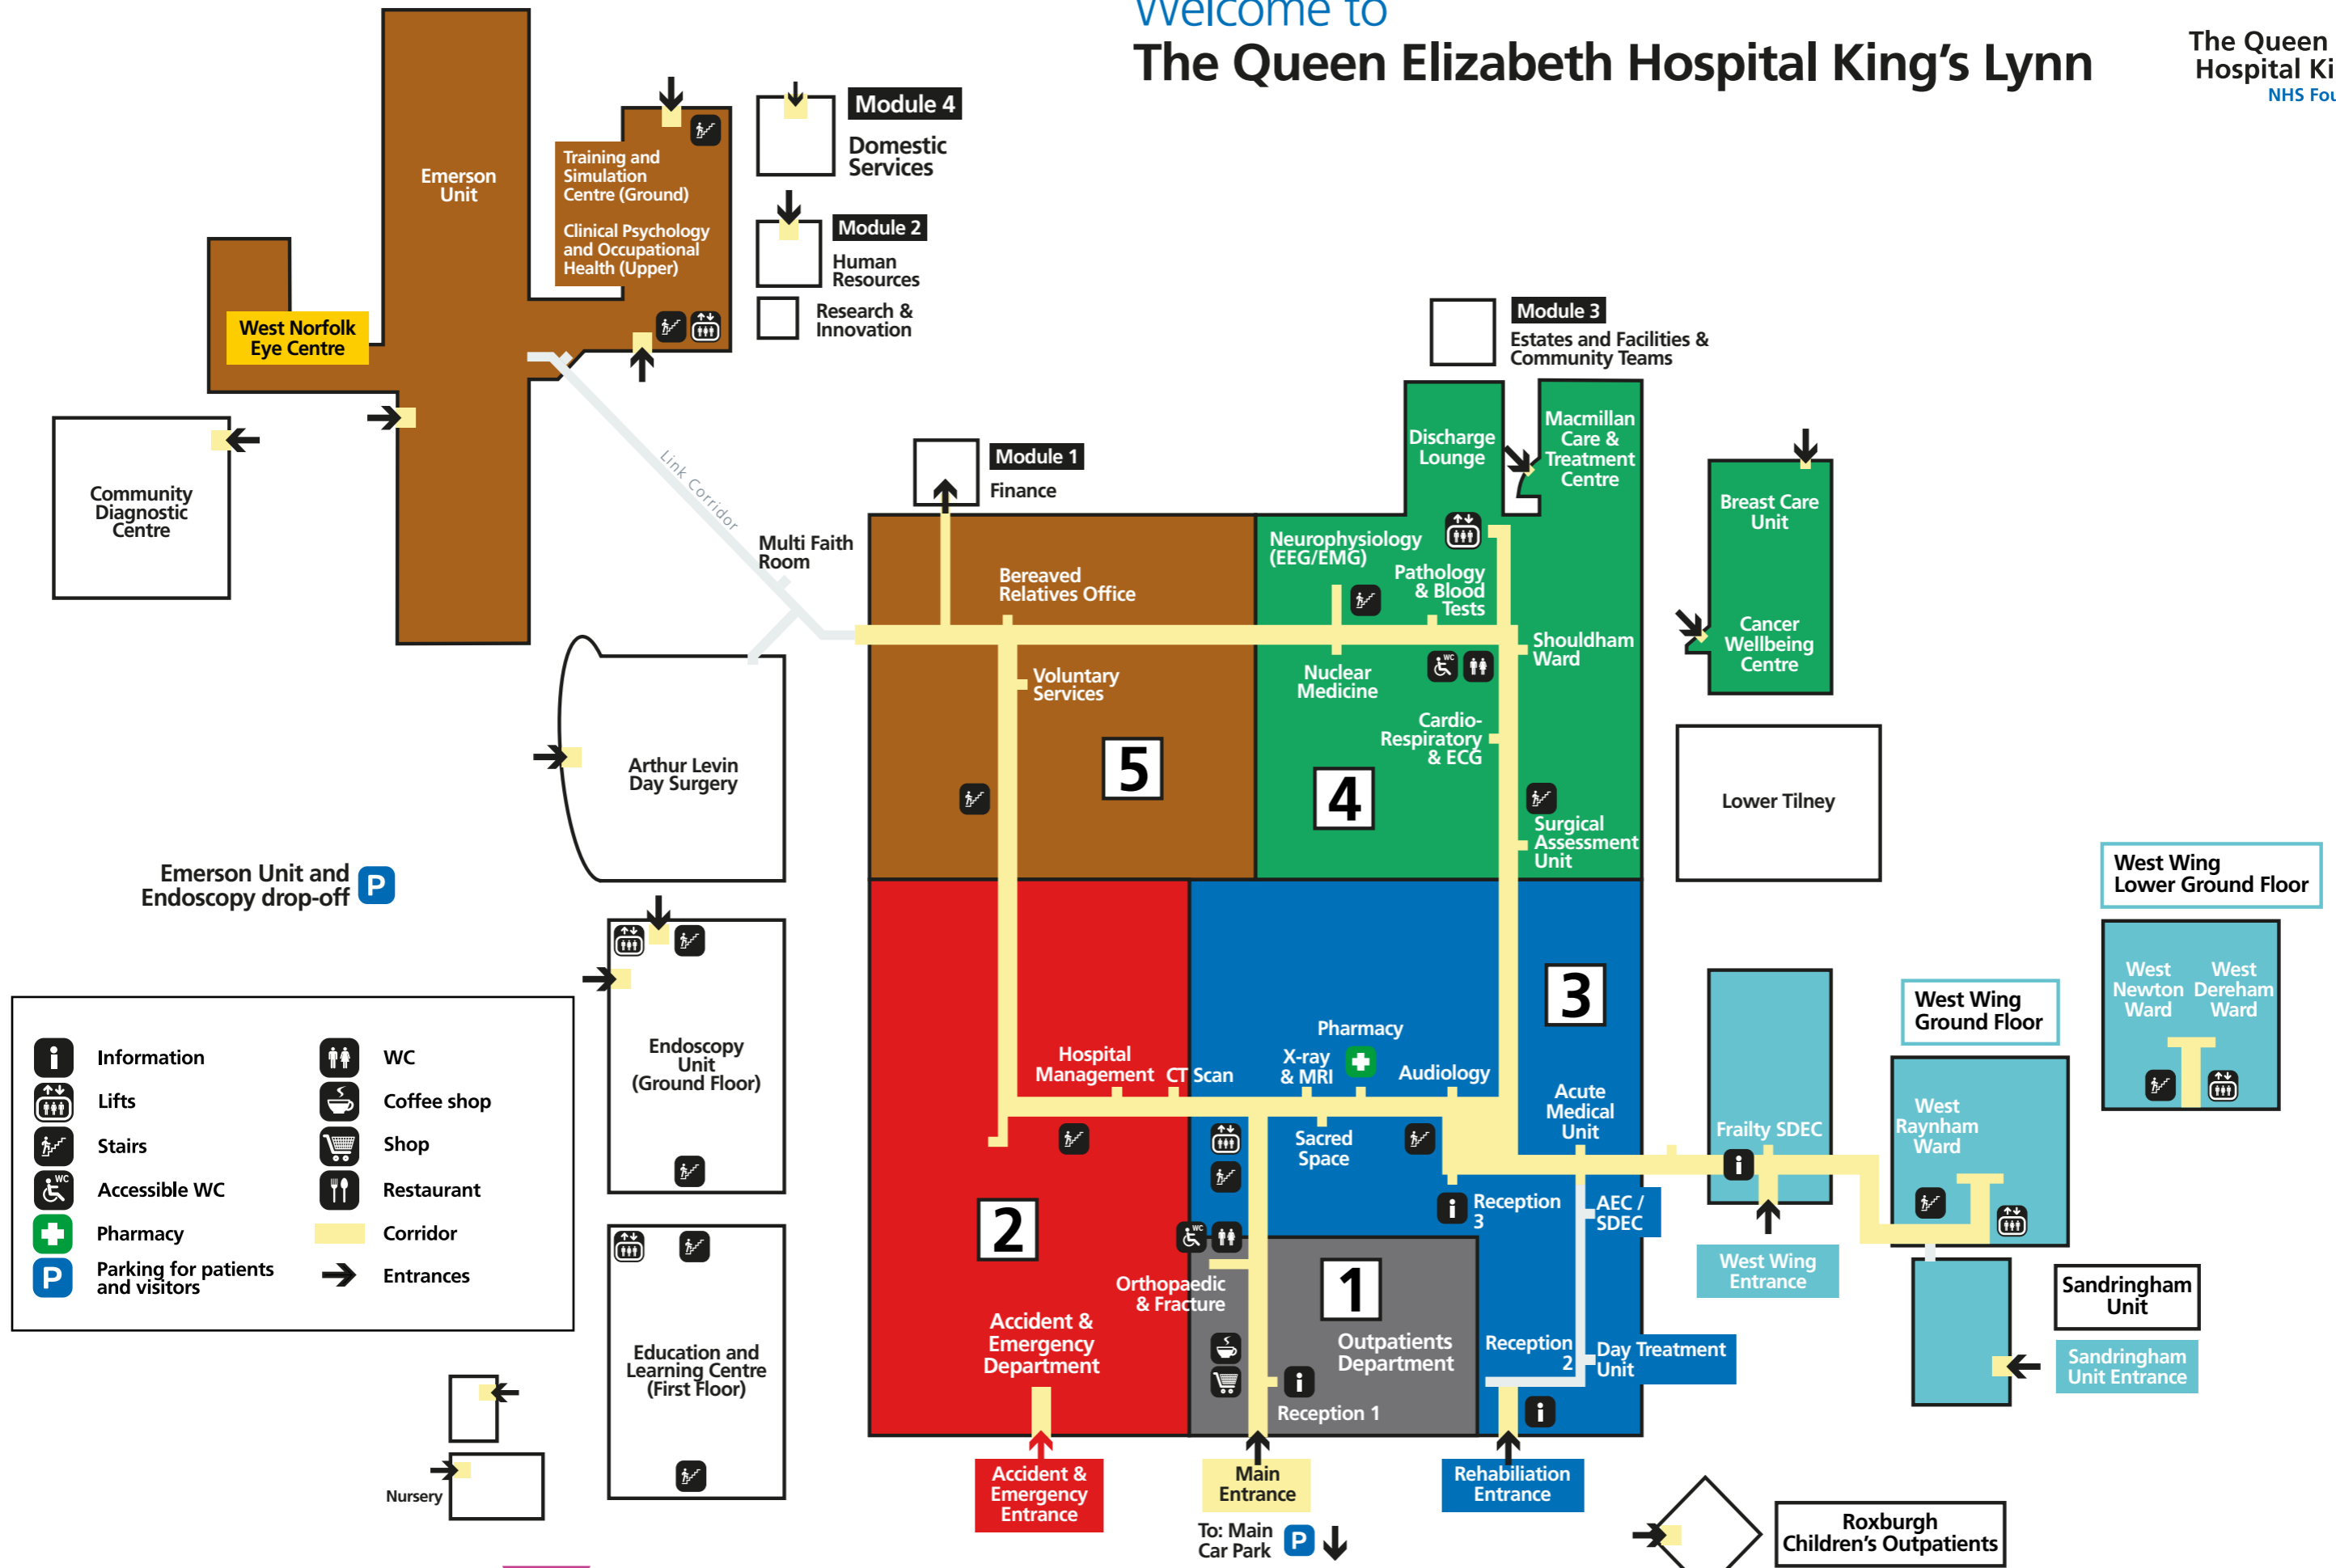 Welcome to
The Queen Elizabeth Hospital King's Lynn
The Queen
Hospital Ki
NHS Fou
Emerson
Unit
Training and
Simulation
Centre (Ground)
Clinical Psychology
and Occupational
Health (Upper)
Module 4
Domestic
Services
Module 2
Human
Resources
Research &
Innovation
West Norfolk
Eye Centre
Community
Diagnostic
Centre
Link Corridor
Multi Faith
Room
Module 1
Finance
Module 3
Estates and Facilities &
Community Teams
Discharge
Lounge
Macmillan
Care &
Treatment
Centre
Breast Care
Unit
Cancer
Wellbeing
Centre
Bereaved
Relatives Office
Voluntary
Services
5
Neurophysiology
(EEG/EMG)
Pathology
& Blood
Tests
Nuclear
Medicine
WC
Shouldham
Ward
Cardio-
Respiratory
& ECG
4
Surgical
Assessment
Unit
Lower Tilney
Arthur Levin
Day Surgery
Emerson Unit and
Endoscopy drop-off
P
Endoscopy
Unit
(Ground Floor)
Education and
Learning Centre
(First Floor)
Nursery
i
Information
Lifts
Stairs
WC
Accessible WC
Pharmacy
P
Parking for patients
and visitors
WC
Coffee shop
Shop
Restaurant
Corridor
Entrances
Hospital
Management
CT Scan
X-ray
& MRI
Pharmacy
Audiology
3
Acute
Medical
Unit
Sacred
Space
i
Reception
3
AEC /
SDEC
2
WC
Orthopaedic
& Fracture
1
Accident &
Emergency
Department
Outpatients
Department
i
Reception 1
Reception
2
Day Treatment
Unit
i
Accident &
Emergency
Entrance
Main
Entrance
To: Main
Car Park
P
Rehabiliation
Entrance
Frailty SDEC
i
West Wing
Entrance
West Wing
Ground Floor
West
Raynham
Ward
West Wing
Lower Ground Floor
West
Newton
Ward
West
Dereham
Ward
Sandringham
Unit
Sandringham
Unit Entrance
Roxburgh
Children's Outpatients